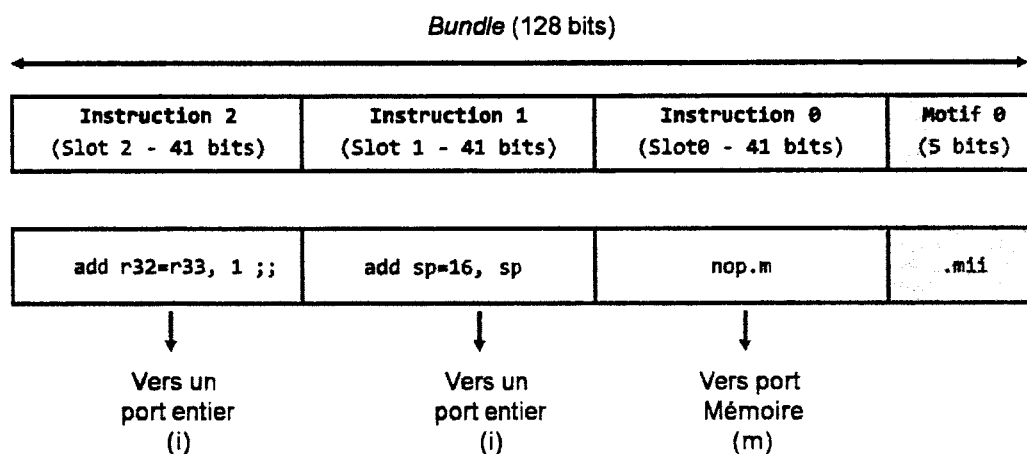 Bundle (128 bits)
Instruction 2 Instruction 1 Instruction 0 Motif 0
(Slot 2 - 41 bits) (Slot 1 - 41 bits) (Slot0 - 41 bits) (5 bits)
add r32=r33, 1 ;; add sp=16, sp nop.m .mii
Vers un Vers un Vers port
port entier port entier Mémoire
(i) (i) (m)